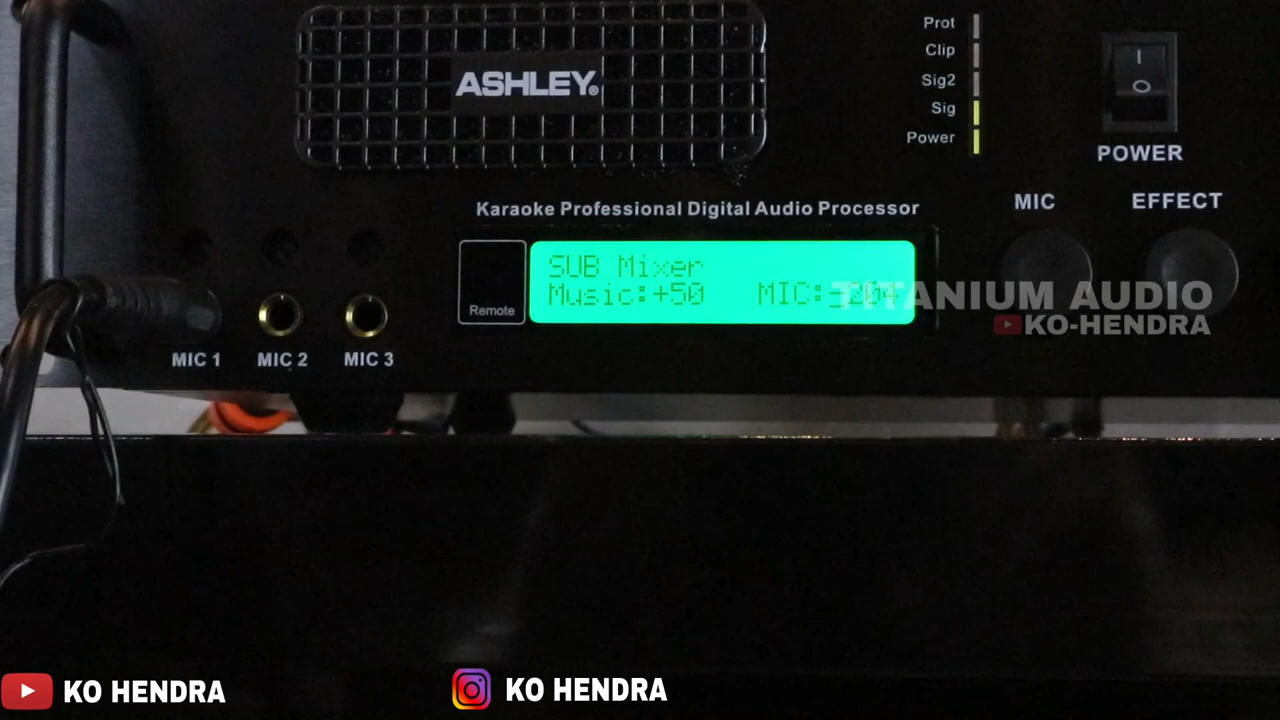 Prot
Clip
ASHLEY®
Sig2
Sig
Power
POWER
Karaoke Professional Digital Audio Processor
MIC
EFFECT
SUB Mixer
Music:+50 MIC:
Remote
TITANIUM AUDIO
KO-HENDRA
MIC 1
MIC 2
MIC 3
KO HENDRA
KO HENDRA